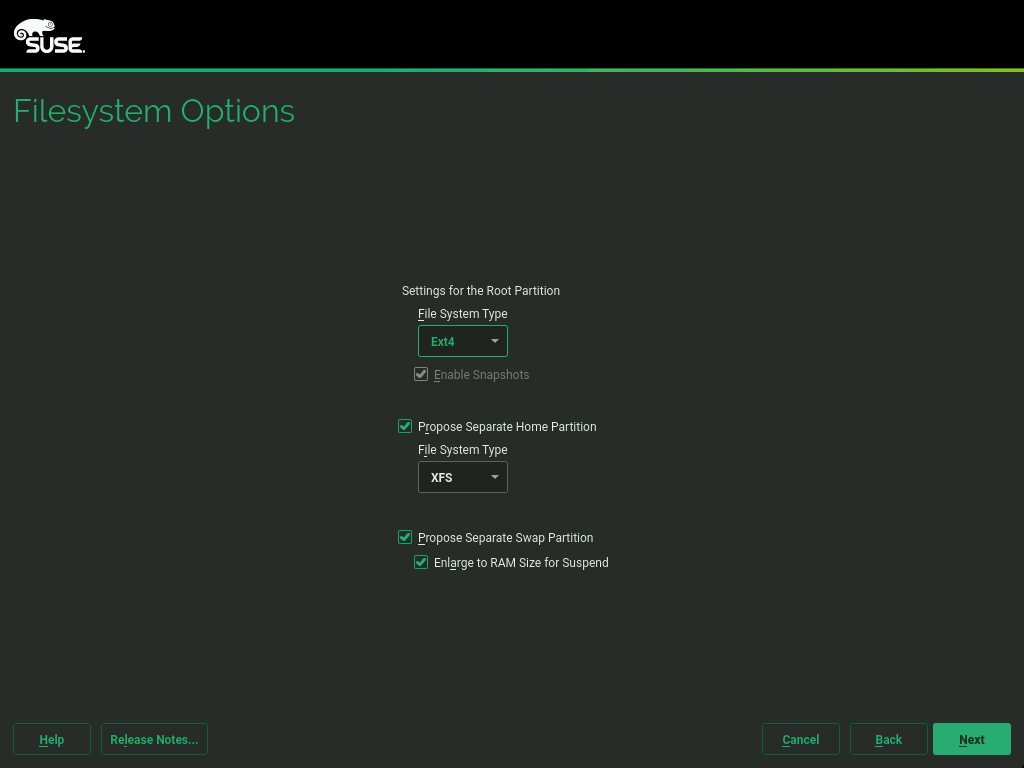 SUSE.
Filesystem Options
Settings for the Root Partition
File System Type
Ext4
Enable Snapshots
Propose Separate Home Partition
File System Type
XFS
Propose Separate Swap Partition
Enlarge to RAM Size for Suspend
Help Release Notes... Cancel Back Next